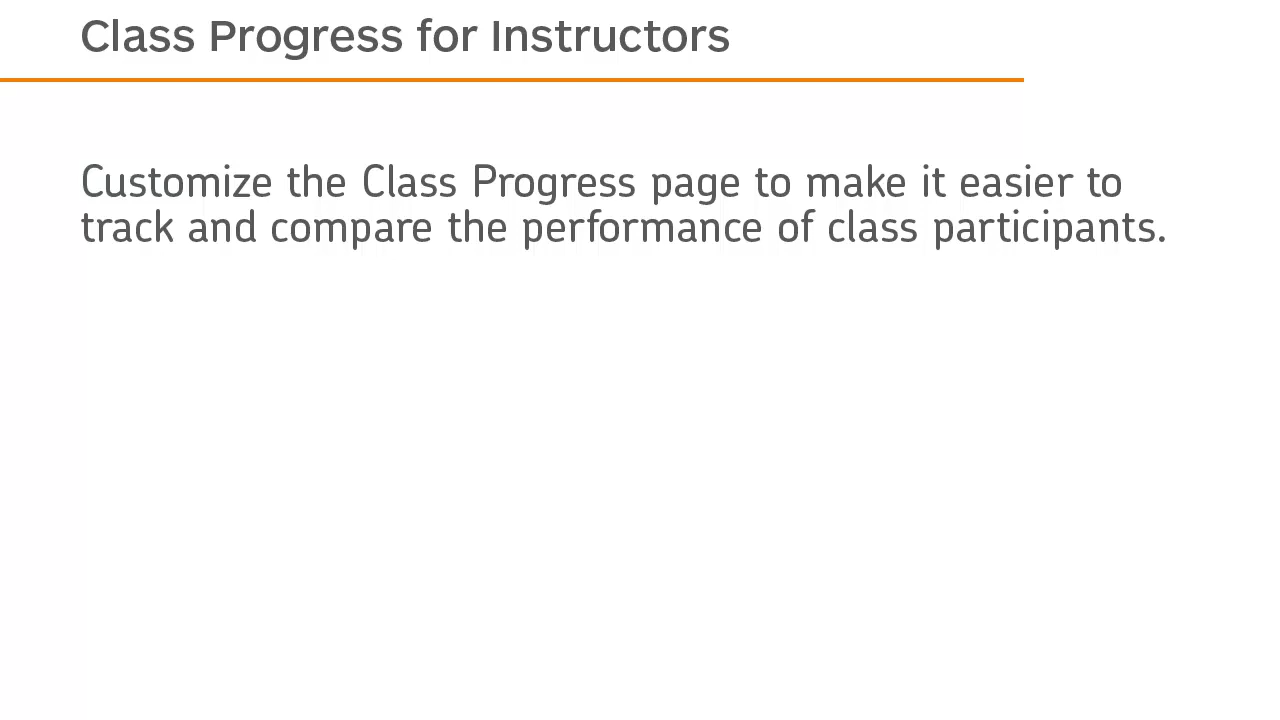 Class Progress for Instructors
Customize the Class Progress page to make it easier to
track and compare the performance of class participants.